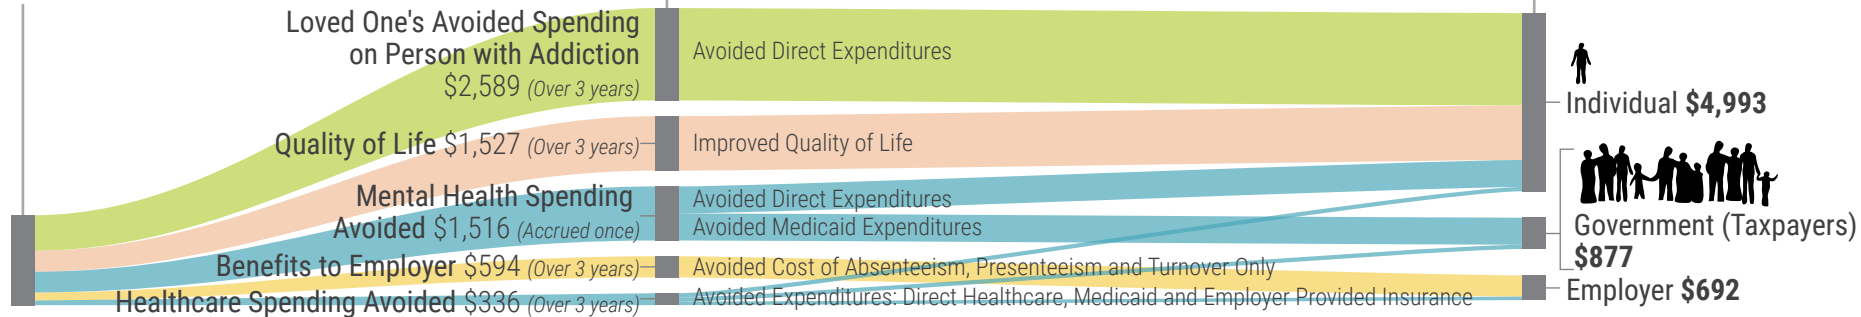 Loved One's Avoided Spending
on Person with Addiction
$2,589 (Over 3 years)
Avoided Direct Expenditures
Individual $4,993
Quality of Life $1,527 (Over 3 years)
Improved Quality of Life
Mental Health Spending
Avoided $1,516 (Accrued once)
Avoided Direct Expenditures
Avoided Medicaid Expenditures
Government (Taxpayers)
$877
Benefits to Employer $594 (Over 3 years)
Avoided Cost of Absenteeism, Presenteeism and Turnover Only
Employer $692
Healthcare Spending Avoided $336 (Over 3 years)
Avoided Expenditures: Direct Healthcare, Medicaid and Employer Provided Insurance